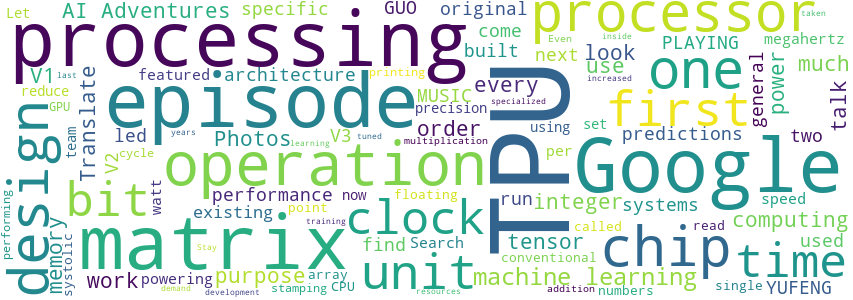 Let
AI Adventures
specific
GUO
original
processor
taken
processing
Even
inside
come
built
PLAYING
megahertz
V1
last
featured
architecture
every
next
look
one
much
reduce
GPU
printing
MUSIC
use
general
power
talk
design
Translate
episode
precision
TPU
increased
specialized
first
team
led
Photos
V3
order
using
set
predictions
two
years
tuned
multiplication
learning
cycle
V2
operation
per
Google
bit
watt
performance
now
floating
run
integer
systems
speed
existing
point
training
clock
called
read
computing
performing
memory
systolic
matrix
Stay
find
Search
tensor
chip
time
used
conventional
work
powering
purpose
array
unit
machine learning
single
YUFENG
demand
development
stamping
CPU
resources
addition
numbers